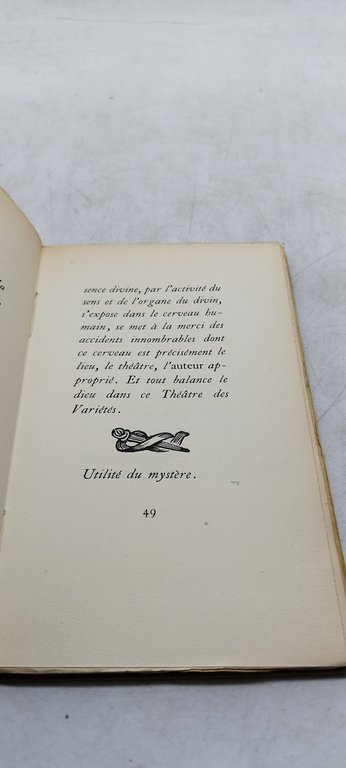 sence divine, par l'activité du
sens et de l'organe du divin,
s'expose dans le cerveau hu-
main, se met à la merci des
accidents innombrables dont
ce cerveau est précisément le
lieu, le théâtre, l'auteur ap-
proprié. Et tout balance le
dieu dans ce Théâtre des
Variétés.
Utilité du mystère.
49